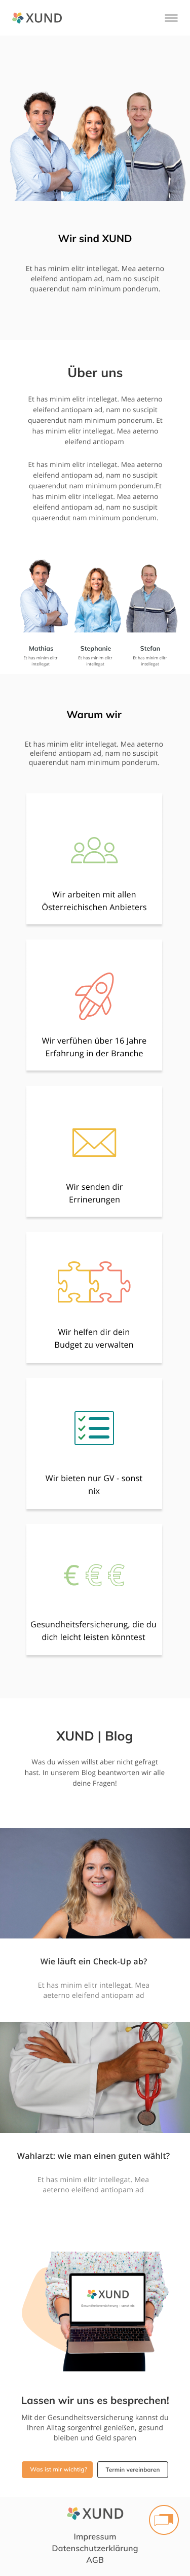 XUND
Wir sind XUND
Et has minim elitr intellegat. Mea aeterno
eleifend antiopam ad, nam no suscipit
quaerendut nam minimum ponderum.
Über uns
Et has minim elitr intellegat. Mea aeterno
eleifend antiopam ad, nam no suscipit
quaerendut nam minimum ponderum. Et
has minim elitr intellegat. Mea aeterno
eleifend antiopam
Et has minim elitr intellegat. Mea aeterno
eleifend antiopam ad, nam no suscipit
quaerendut nam minimum ponderum.Et
has minim elitr intellegat. Mea aeterno
eleifend antiopam ad, nam no suscipit
quaerendut nam minimum ponderum.
Mathias
Et has minim elitr
intellegat
Stephanie
Et has minim elitr
intellegat
Stefan
Et has minim elitr
intellegat
Warum wir
Et has minim elitr intellegat. Mea aeterno
eleifend antiopam ad, nam no suscipit
quaerendut nam minimum ponderum.
Wir arbeiten mit allen
Österreichischen Anbieters
Wir verfühen über 16 Jahre
Erfahrung in der Branche
Wir senden dir
Errinerungen
Wir helfen dir dein
Budget zu verwalten
Wir bieten nur GV - sonst
nix
€ € €
Gesundheitsfersicherung, die du
dich leicht leisten könntest
XUND | Blog
Was du wissen willst aber nicht gefragt
hast. In unserem Blog beantworten wir alle
deine Fragen!
Wie läuft ein Check-Up ab?
Et has minim elitr intellegat. Mea
aeterno eleifend antiopam ad
Wahlarzt: wie man einen guten wählt?
Et has minim elitr intellegat. Mea
aeterno eleifend antiopam ad
XUND
Lassen wir uns es besprechen!
Mit der Gesundheitsversicherung kannst du
Ihren Alltag sorgenfrei genießen, gesund
bleiben und Geld sparen
Was ist mir wichtig?
Termin vereinbaren
XUND
Impressum
Datenschutzerklärung
AGB